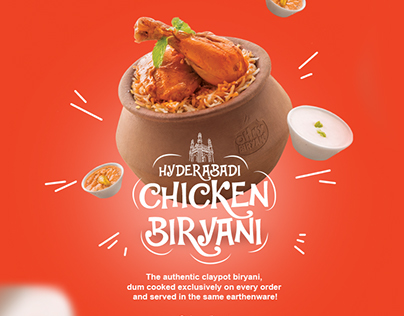 HYDERABADI
CHICKEN
BIRYANI
The authentic claypot biryani,
dum cooked exclusively on every order
and served in the same earthenware!